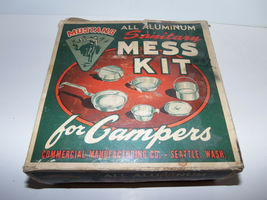 MUSTANG
ALL ALUMINUM
Sanitary
MESS
KIT
for Campers
COMMERCIAL MANUFACTURING CO. - SEATTLE, WASH.